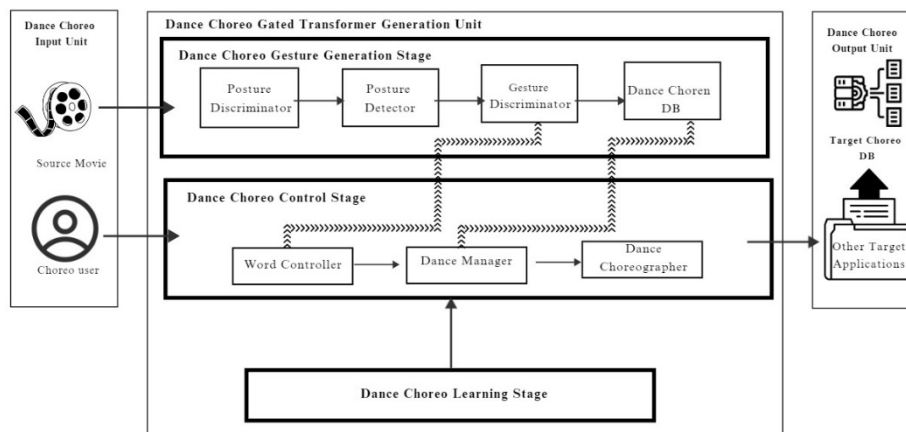 Dance Choreo
Input Unit
Source Movie
Choreo user
Dance Choreo Gated Transformer Generation Unit
Dance Choreo Gesture Generation Stage
Posture
Discriminator
Posture
Detector
Gesture
Discriminator
Dance Choren
DB
Dance Choreo Control Stage
Word Controller
Dance Manager
Dance
Choreographer
Dance Choreo Learning Stage
Dance Choreo
Output Unit
Target Choreo
DB
Other Target
Applications